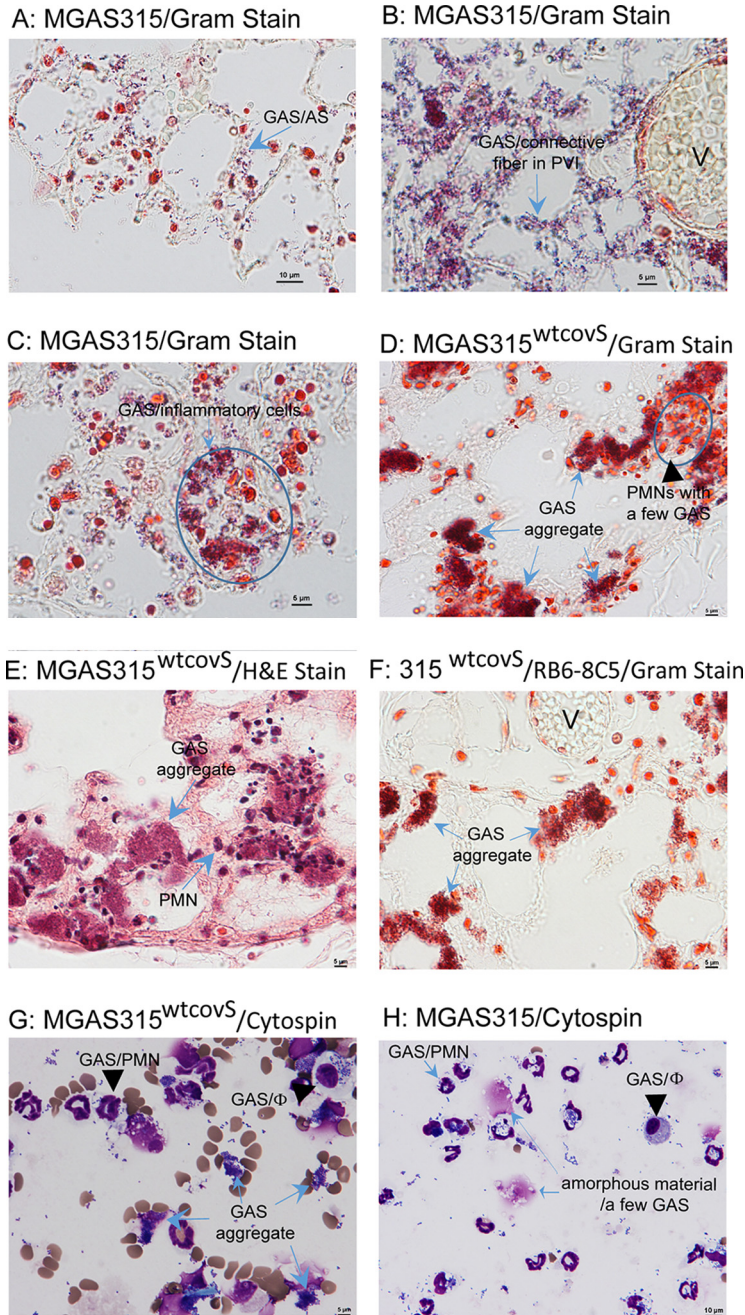 A: MGAS315/Gram Stain
GAS/AS
10 µm
B: MGAS315/Gram Stain
GAS/connective
fiber in PVI
V
5 µm
C: MGAS315/Gram Stain
GAS/inflammatory cells
5 µm
D: MGAS315wtcovS/Gram Stain
PMNs with
a few GAS
GAS
aggregate
5 µm
E: MGAS315wtcovS/H&E Stain
GAS
aggregate
PMN
5 µm
F: 315 wtcovS/RB6-8C5/Gram Stain
V
GAS
aggregate
5 µm
G: MGAS315wtcovS/Cytospin
GAS/PMN
GAS/Φ
GAS
aggregate
5 µm
H: MGAS315/Cytospin
GAS/PMN
GAS/Φ
amorphous material
/a few GAS
10 µm